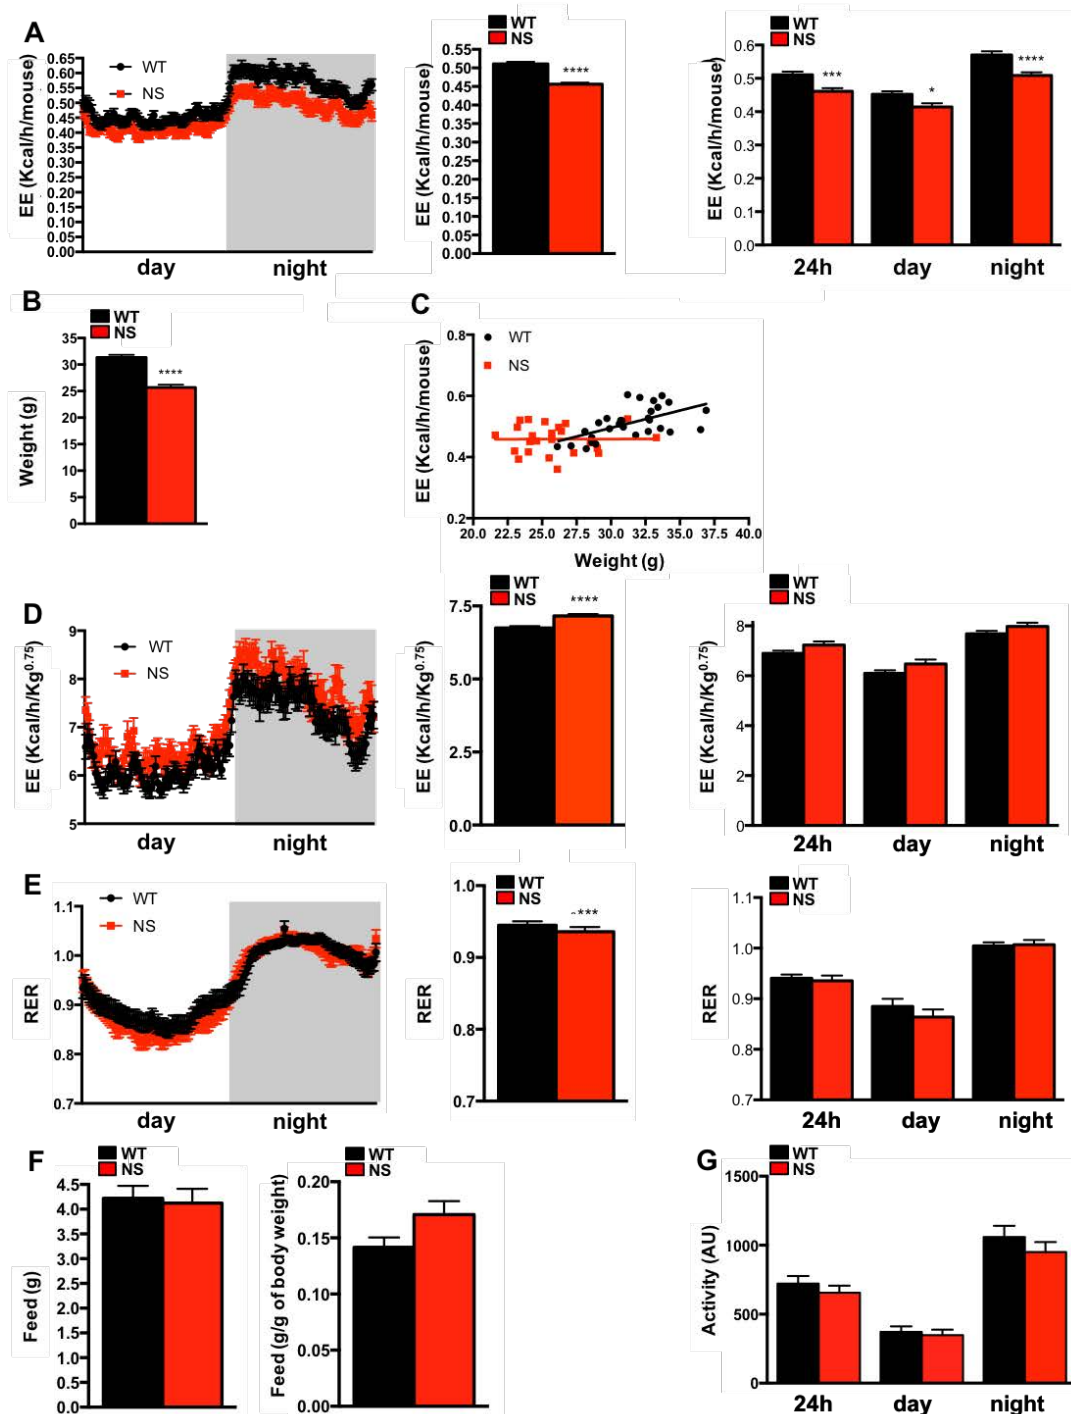 A
EE (Kcal/h/mouse)
0.65
0.60
0.55
0.50
0.45
0.40
0.35
0.30
0.25
0.20
0.15
0.10
0.05
0.00
WT
NS
day
night
EE (Kcal/h/mouse)
0.55
0.50
0.45
0.40
0.35
0.30
0.25
0.20
0.15
0.10
0.05
0.00
WT
NS
****
EE (Kcal/h/mouse)
0.6
0.5
0.4
0.3
0.2
0.1
0.0
WT
NS
***
*
****
24h
day
night
B
Weight (g)
35
30
25
20
15
10
5
0
WT
NS
****
C
EE (Kcal/h/mouse)
0.8
0.6
0.4
0.2
WT
NS
20.0 22.5 25.0 27.5 30.0 32.5 35.0 37.5 40.0
Weight (g)
D
EE (Kcal/h/Kg0.75)
9
8
7
6
5
WT
NS
day
night
EE (Kcal/h/Kg0.75)
7.5
5.0
2.5
0.0
WT
NS
****
EE (Kcal/h/Kg0.75)
8
6
4
2
0
WT
NS
24h
day
night
E
RER
1.1
1.0
0.9
0.8
0.7
WT
NS
day
night
RER
1.0
0.9
0.8
0.7
WT
NS
****
RER
1.1
1.0
0.9
0.8
0.7
WT
NS
24h
day
night
F
Feed (g)
4.5
4.0
3.5
3.0
2.5
2.0
1.5
1.0
0.5
0.0
WT
NS
Feed (g/g of body weight)
0.20
0.15
0.10
0.05
0.00
WT
NS
G
Activity (AU)
1500
1000
500
0
WT
NS
24h
day
night